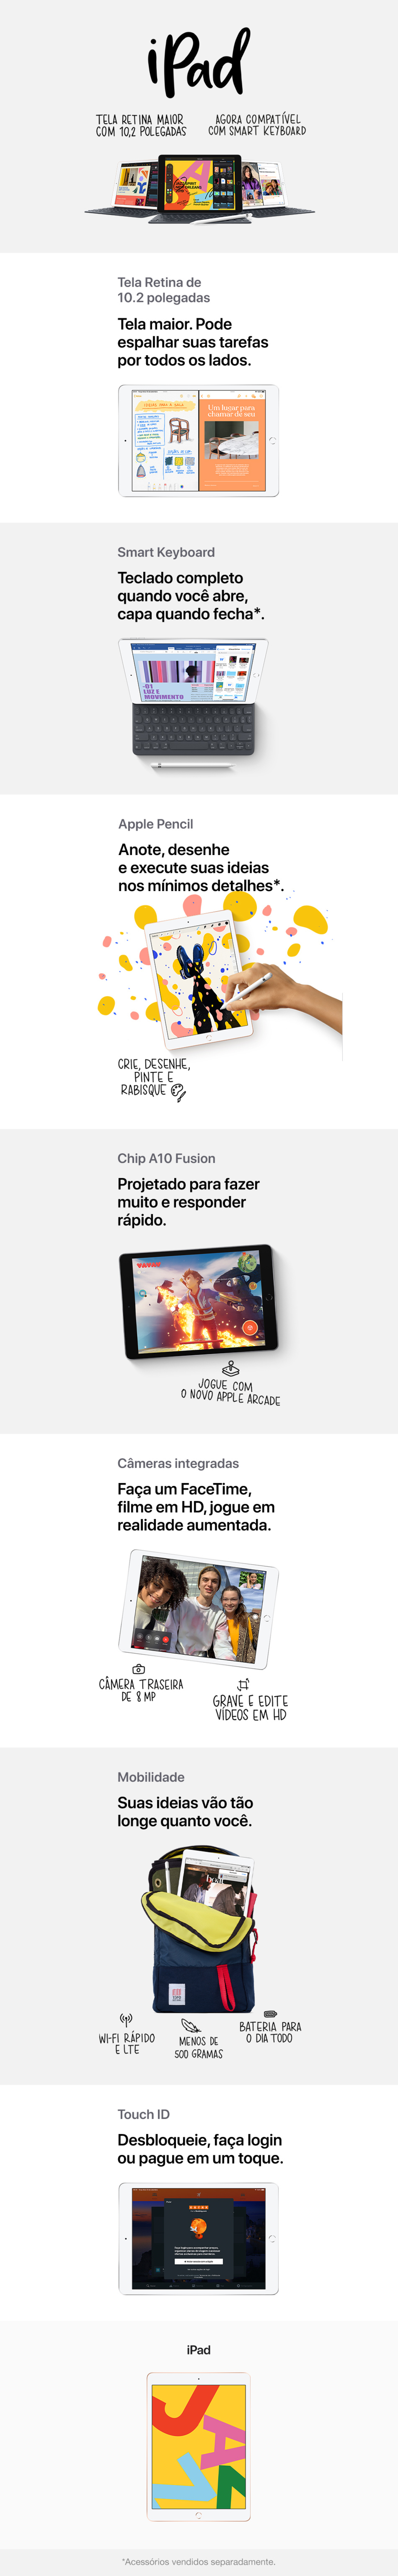 iPad
TELA RETINA MAIOR
COM 10,2 POLEGADAS
AGORA COMPATÍVEL
COM SMART KEYBOARD
Tela Retina de
10.2 polegadas
Tela maior. Pode
espalhar suas tarefas
por todos os lados.
Um lugar para
chamar de seu
Smart Keyboard
Teclado completo
quando você abre,
capa quando fecha*.
LUZ E
MOVIMENTO
Apple Pencil
Anote, desenhe
e execute suas ideias
nos mínimos detalhes*.
CRIE, DESENHE,
PINTE E
RABISQUE
Chip A10 Fusion
Projetado para fazer
muito e responder
rápido.
JOGUE COM
O NOVO APPLE ARCADE
Câmeras integradas
Faça um FaceTime,
filme em HD, jogue em
realidade aumentada.
CÂMERA TRASEIRA
DE 8 MP
GRAVE E EDITE
VÍDEOS EM HD
Mobilidade
Suas ideias vão tão
longe quanto você.
WI-FI RÁPIDO
E LTE
MENOS DE
500 GRAMAS
BATERIA PARA
O DIA TODO
Touch ID
Desbloqueie, faça login
ou pague em um toque.
iPad
*Acessórios vendidos separadamente.